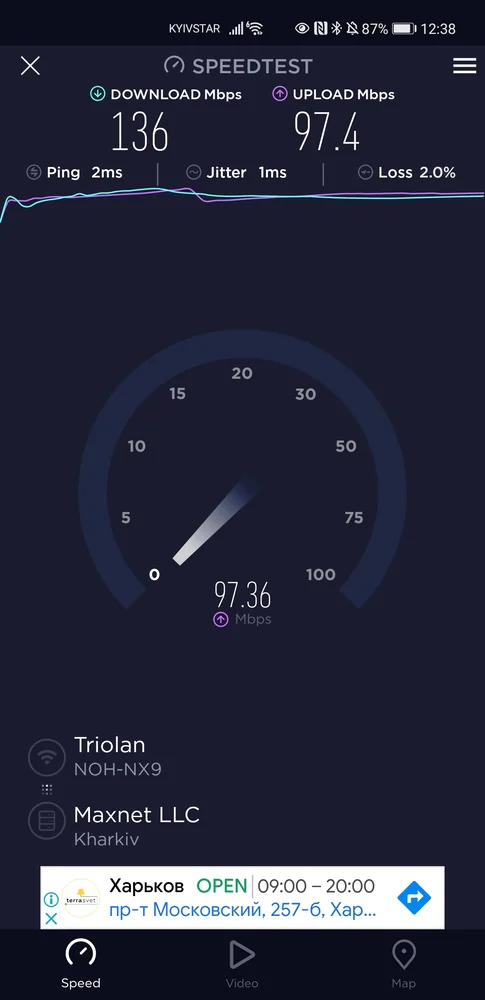 KYIVSTAR 6 87% 12:38
SPEEDTEST
DOWNLOAD Mbps UPLOAD Mbps
136 97.4
Ping 2ms Jitter 1ms Loss 2.0%
20
15 30
10 50
5 75
0 100
97.36
Mbps
Triolan
NOH-NX9
Maxnet LLC
Kharkiv
terrasvet
Харьков OPEN 09:00 – 20:00
пр-т Московский, 257-б, Хар...
Speed Video Map